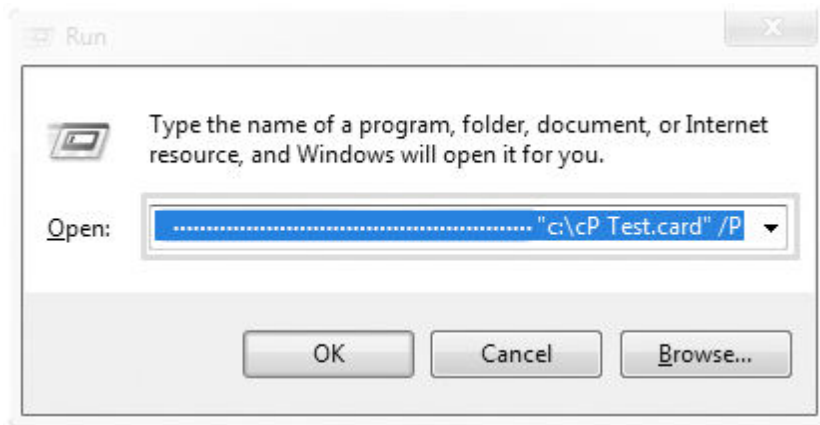 Run
Type the name of a program, folder, document, or Internet
resource, and Windows will open it for you.
Open:
"c:\cP Test.card" /P
OK
Cancel
Browse...